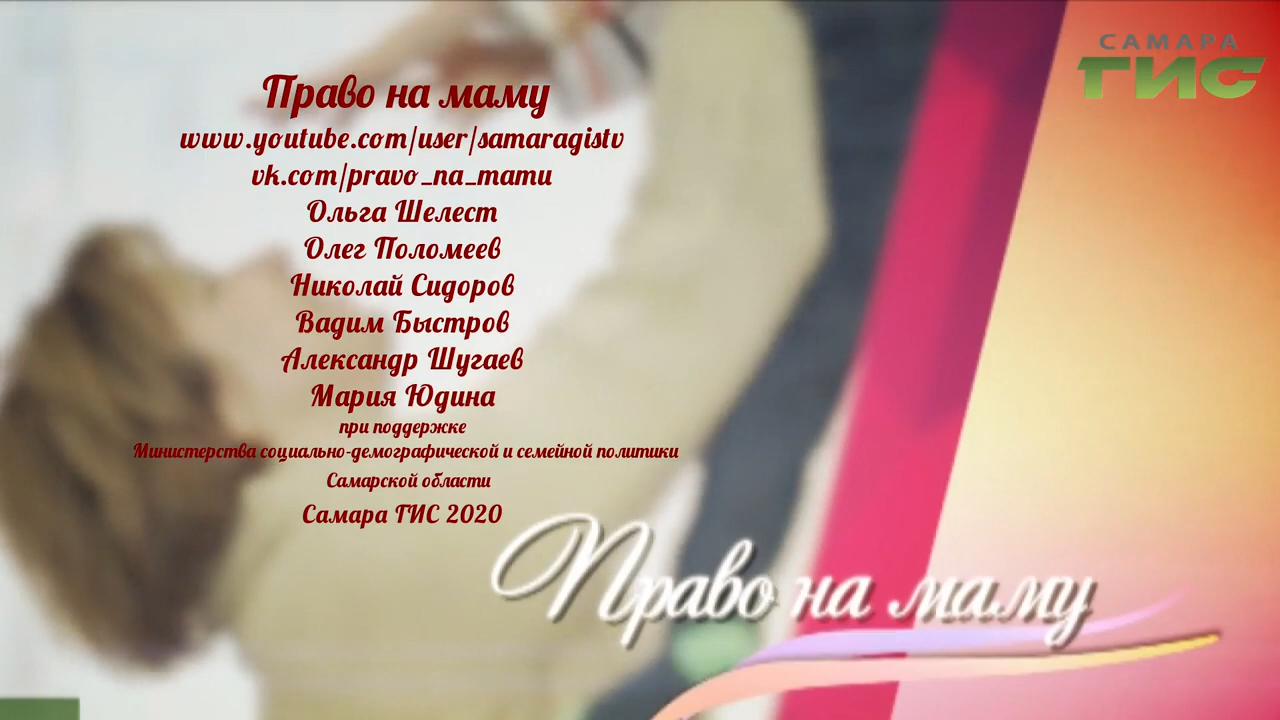 САМАРА
ГИС
Право на маму
www.youtube.com/user/samaragistv
vk.com/pravo_na_mamu
Ольга Шелест
Олег Поломеев
Николай Сидоров
Вадим Быстров
Александр Шугаев
Мария Юдина
при поддержке
Министерства социально-демографической и семейной политики
Самарской области
Самара ГИС 2020
Право на маму